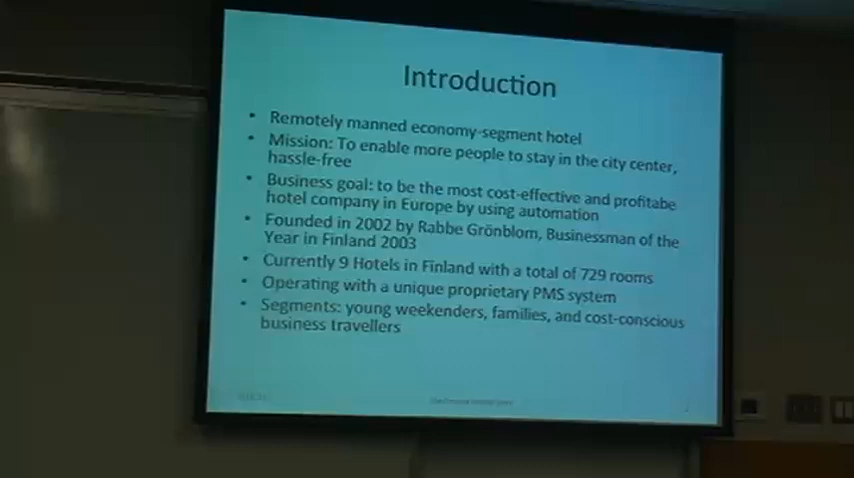 Introduction
• Remotely manned economy-segment hotel
• Mission: To enable more people to stay in the city center,
hassle-free
• Business goal: to be the most cost-effective and profitabe
hotel company in Europe by using automation
• Founded in 2002 by Rabbe Grönblom, Businessman of the
Year in Finland 2003
• Currently 9 Hotels in Finland with a total of 729 rooms
• Operating with a unique proprietary PMS system
• Segments: young weekenders, families, and cost-conscious
business travellers